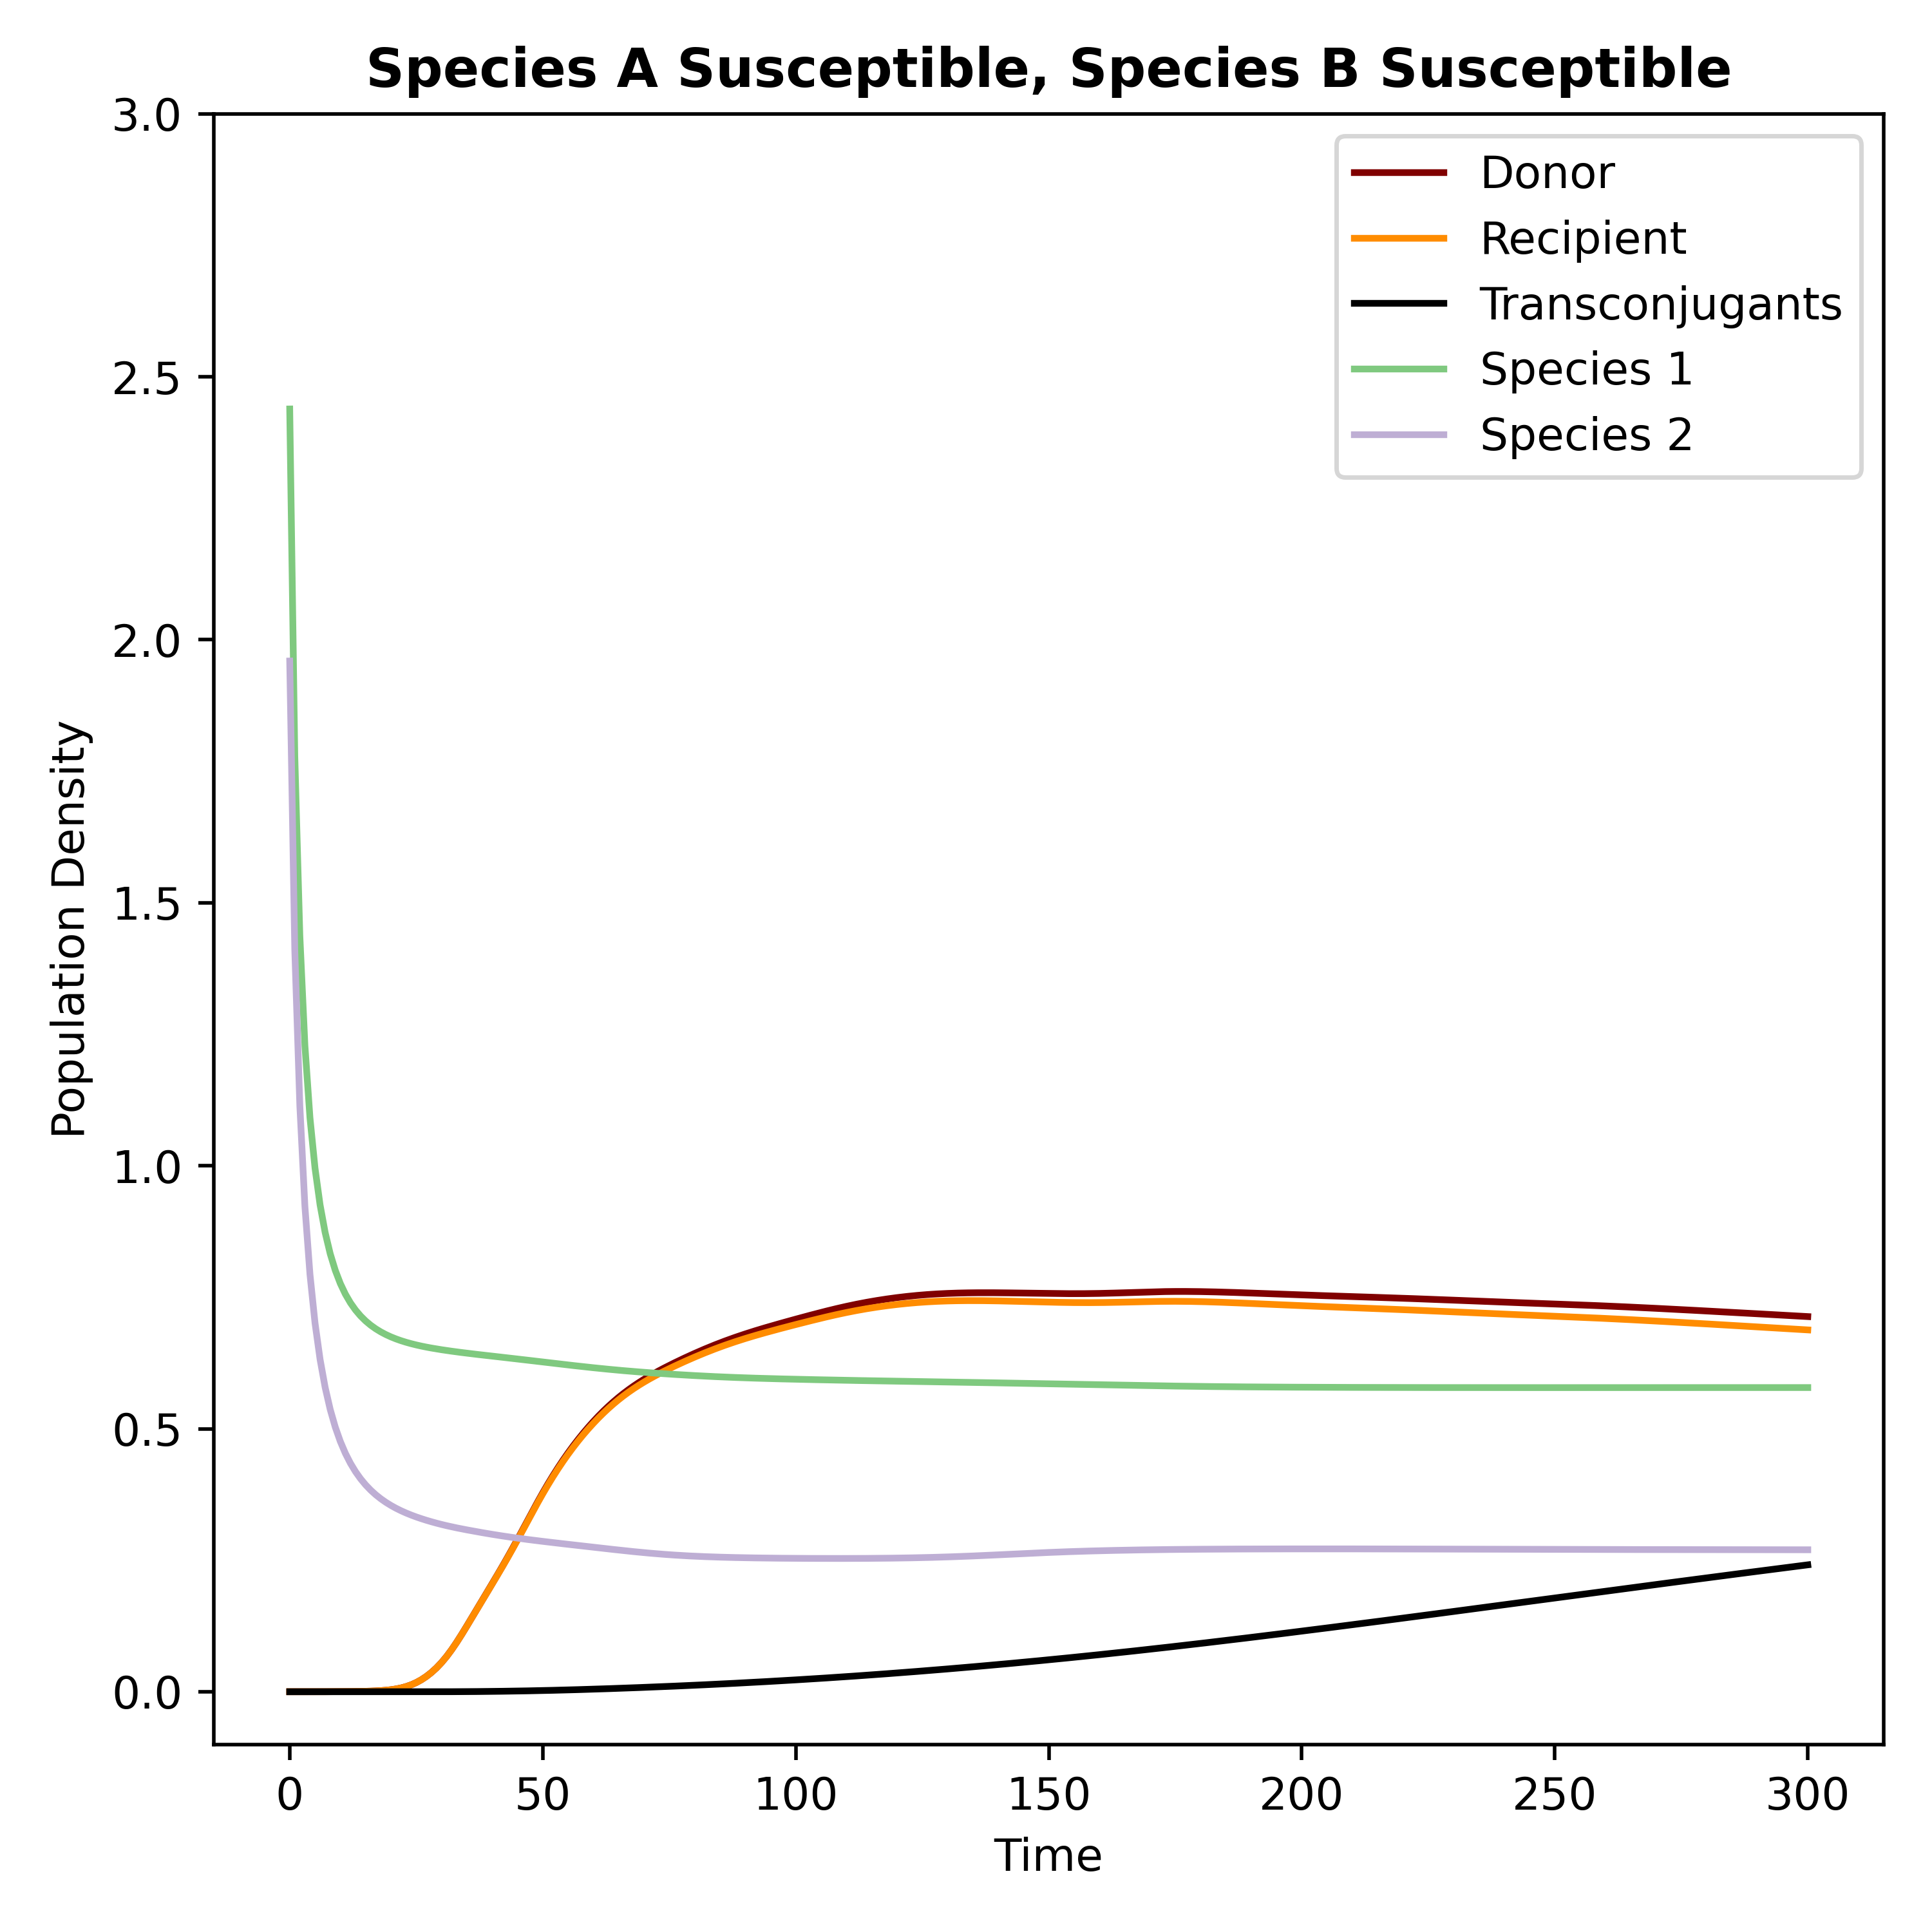 Species A Susceptible, Species B Susceptible
3.0
2.5
2.0
1.5
1.0
0.5
0.0
Population Density
Donor
Recipient
Transconjugants
Species 1
Species 2
0 50 100 150 200 250 300
Time